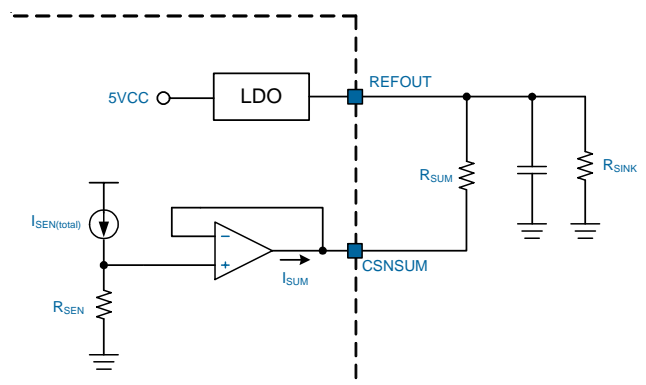 REFOUT
5VCC
LDO
RSUM
RSINK
ISEN(total)
−
+
ISUM
CSNSUM
RSEN